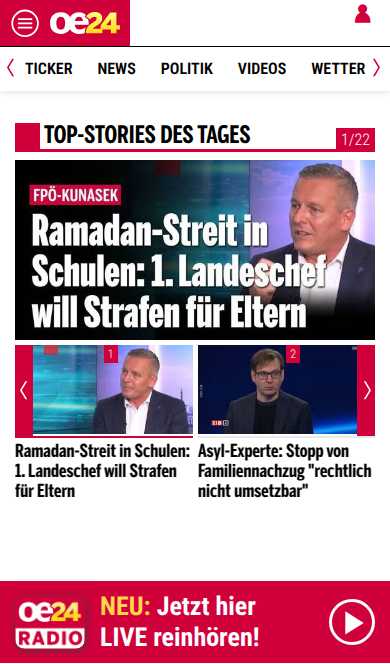 oe24
TICKER NEWS POLITIK VIDEOS WETTER
TOP-STORIES DES TAGES
1/22
FPÖ-KUNASEK
Ramadan-Streit in
Schulen: 1. Landeschef
will Strafen für Eltern
1
2
Ramadan-Streit in Schulen:
1. Landeschef will Strafen
für Eltern
Asyl-Experte: Stopp von
Familiennachzug "rechtlich
nicht umsetzbar"
oe24
RADIO
NEU: Jetzt hier
LIVE reinhören!